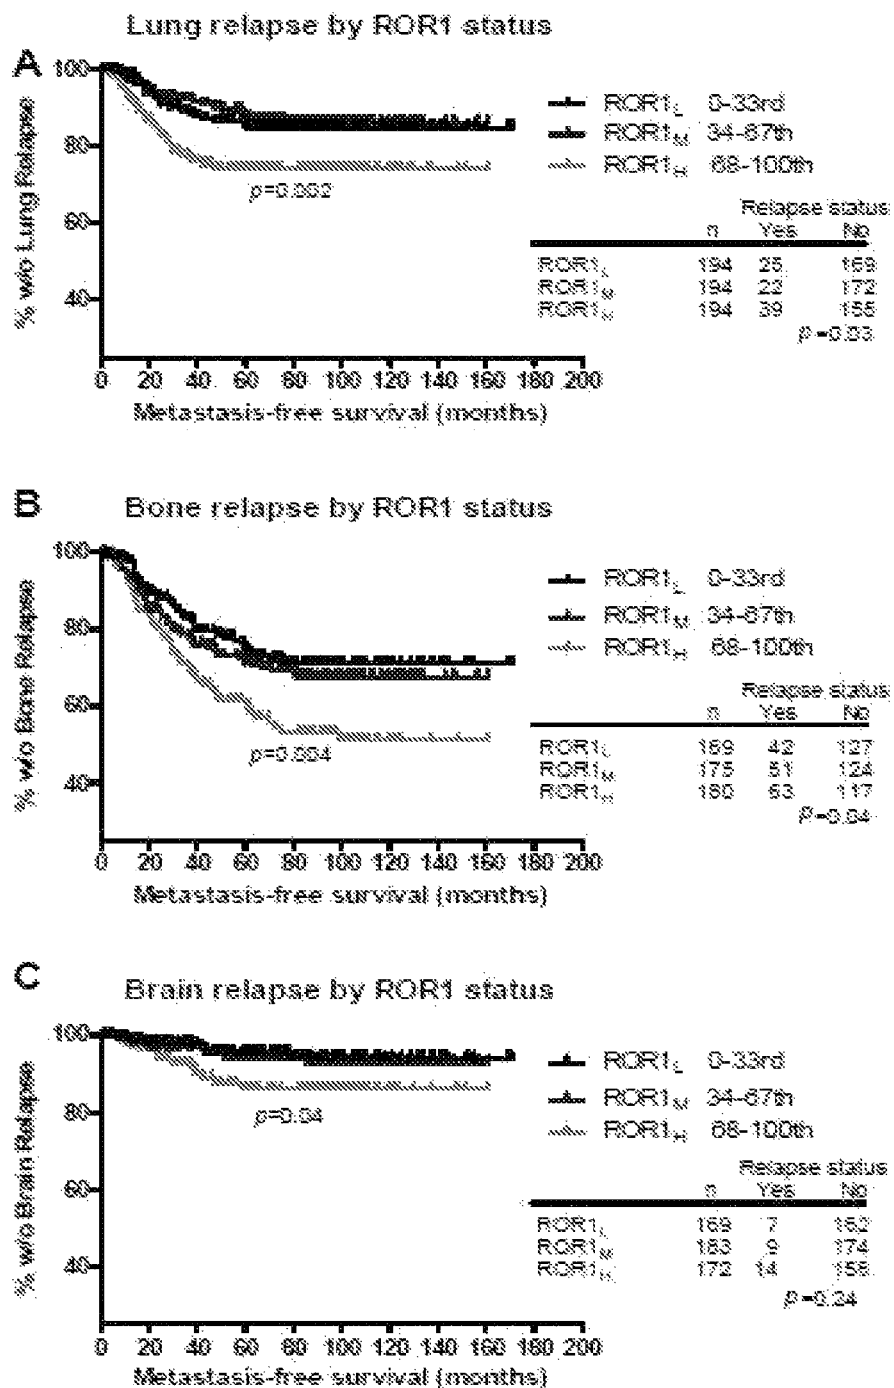 Lung relapse by ROR1 status
A
% w/o Lung Relapse
100
80
60
40
0 20 40 60 80 100 120 140 160 180 200
Metastasis-free survival (months)
p=0.002
ROR1L 0-33rd
ROR1M 34-67th
ROR1H 68-100th
Relapse status
n Yes No
ROR1L 194 25 169
ROR1M 194 22 172
ROR1H 194 39 155
P=0.03
B Bone relapse by ROR1 status
% w/o Bone Relapse
100
80
60
40
0 20 40 60 80 100 120 140 160 180 200
Metastasis-free survival (months)
p=0.004
ROR1L 0-33rd
ROR1M 34-67th
ROR1H 68-100th
Relapse status
n Yes No
ROR1L 169 42 127
ROR1M 175 51 124
ROR1H 180 63 117
P=0.04
C
Brain relapse by ROR1 status
% w/o Brain Relapse
100
80
60
40
0 20 40 60 80 100 120 140 160 180 200
Metastasis-free survival (months)
p=0.04
ROR1L 0-33rd
ROR1M 34-67th
ROR1H 68-100th
Relapse status
n Yes No
ROR1L 169 7 162
ROR1M 183 9 174
ROR1H 172 14 158
P=0.24